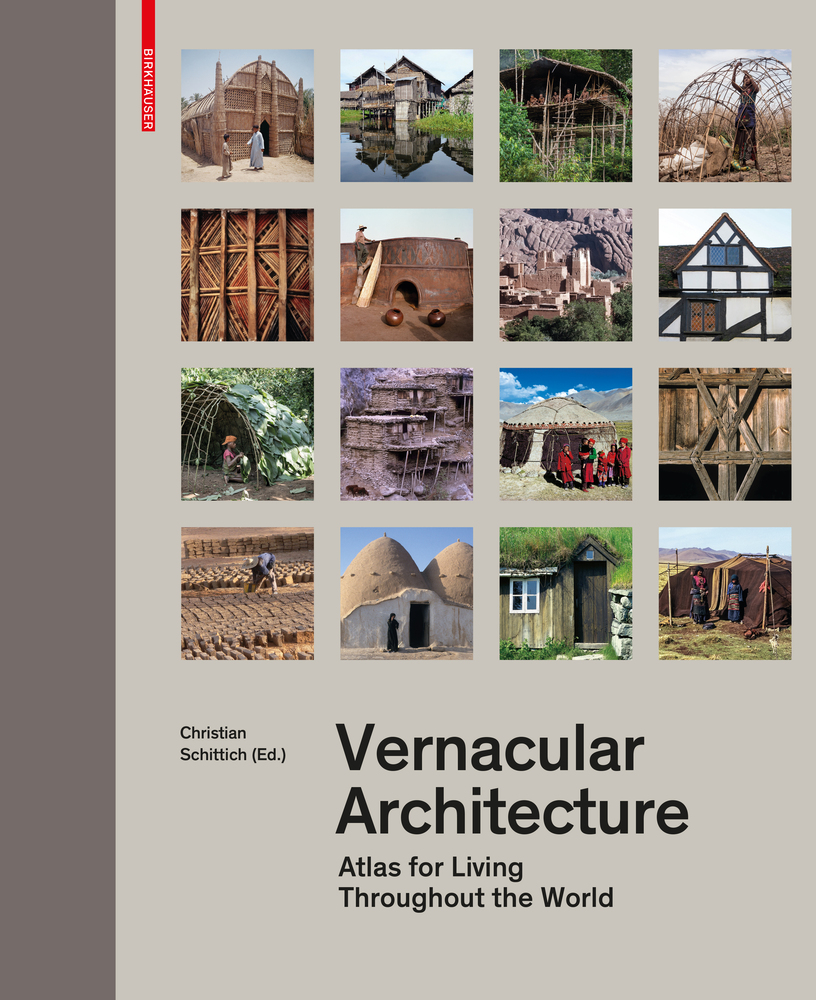 BIRKHÄUSER
Christian
Schittich (Ed.)
Vernacular
Architecture
Atlas for Living
Throughout the World